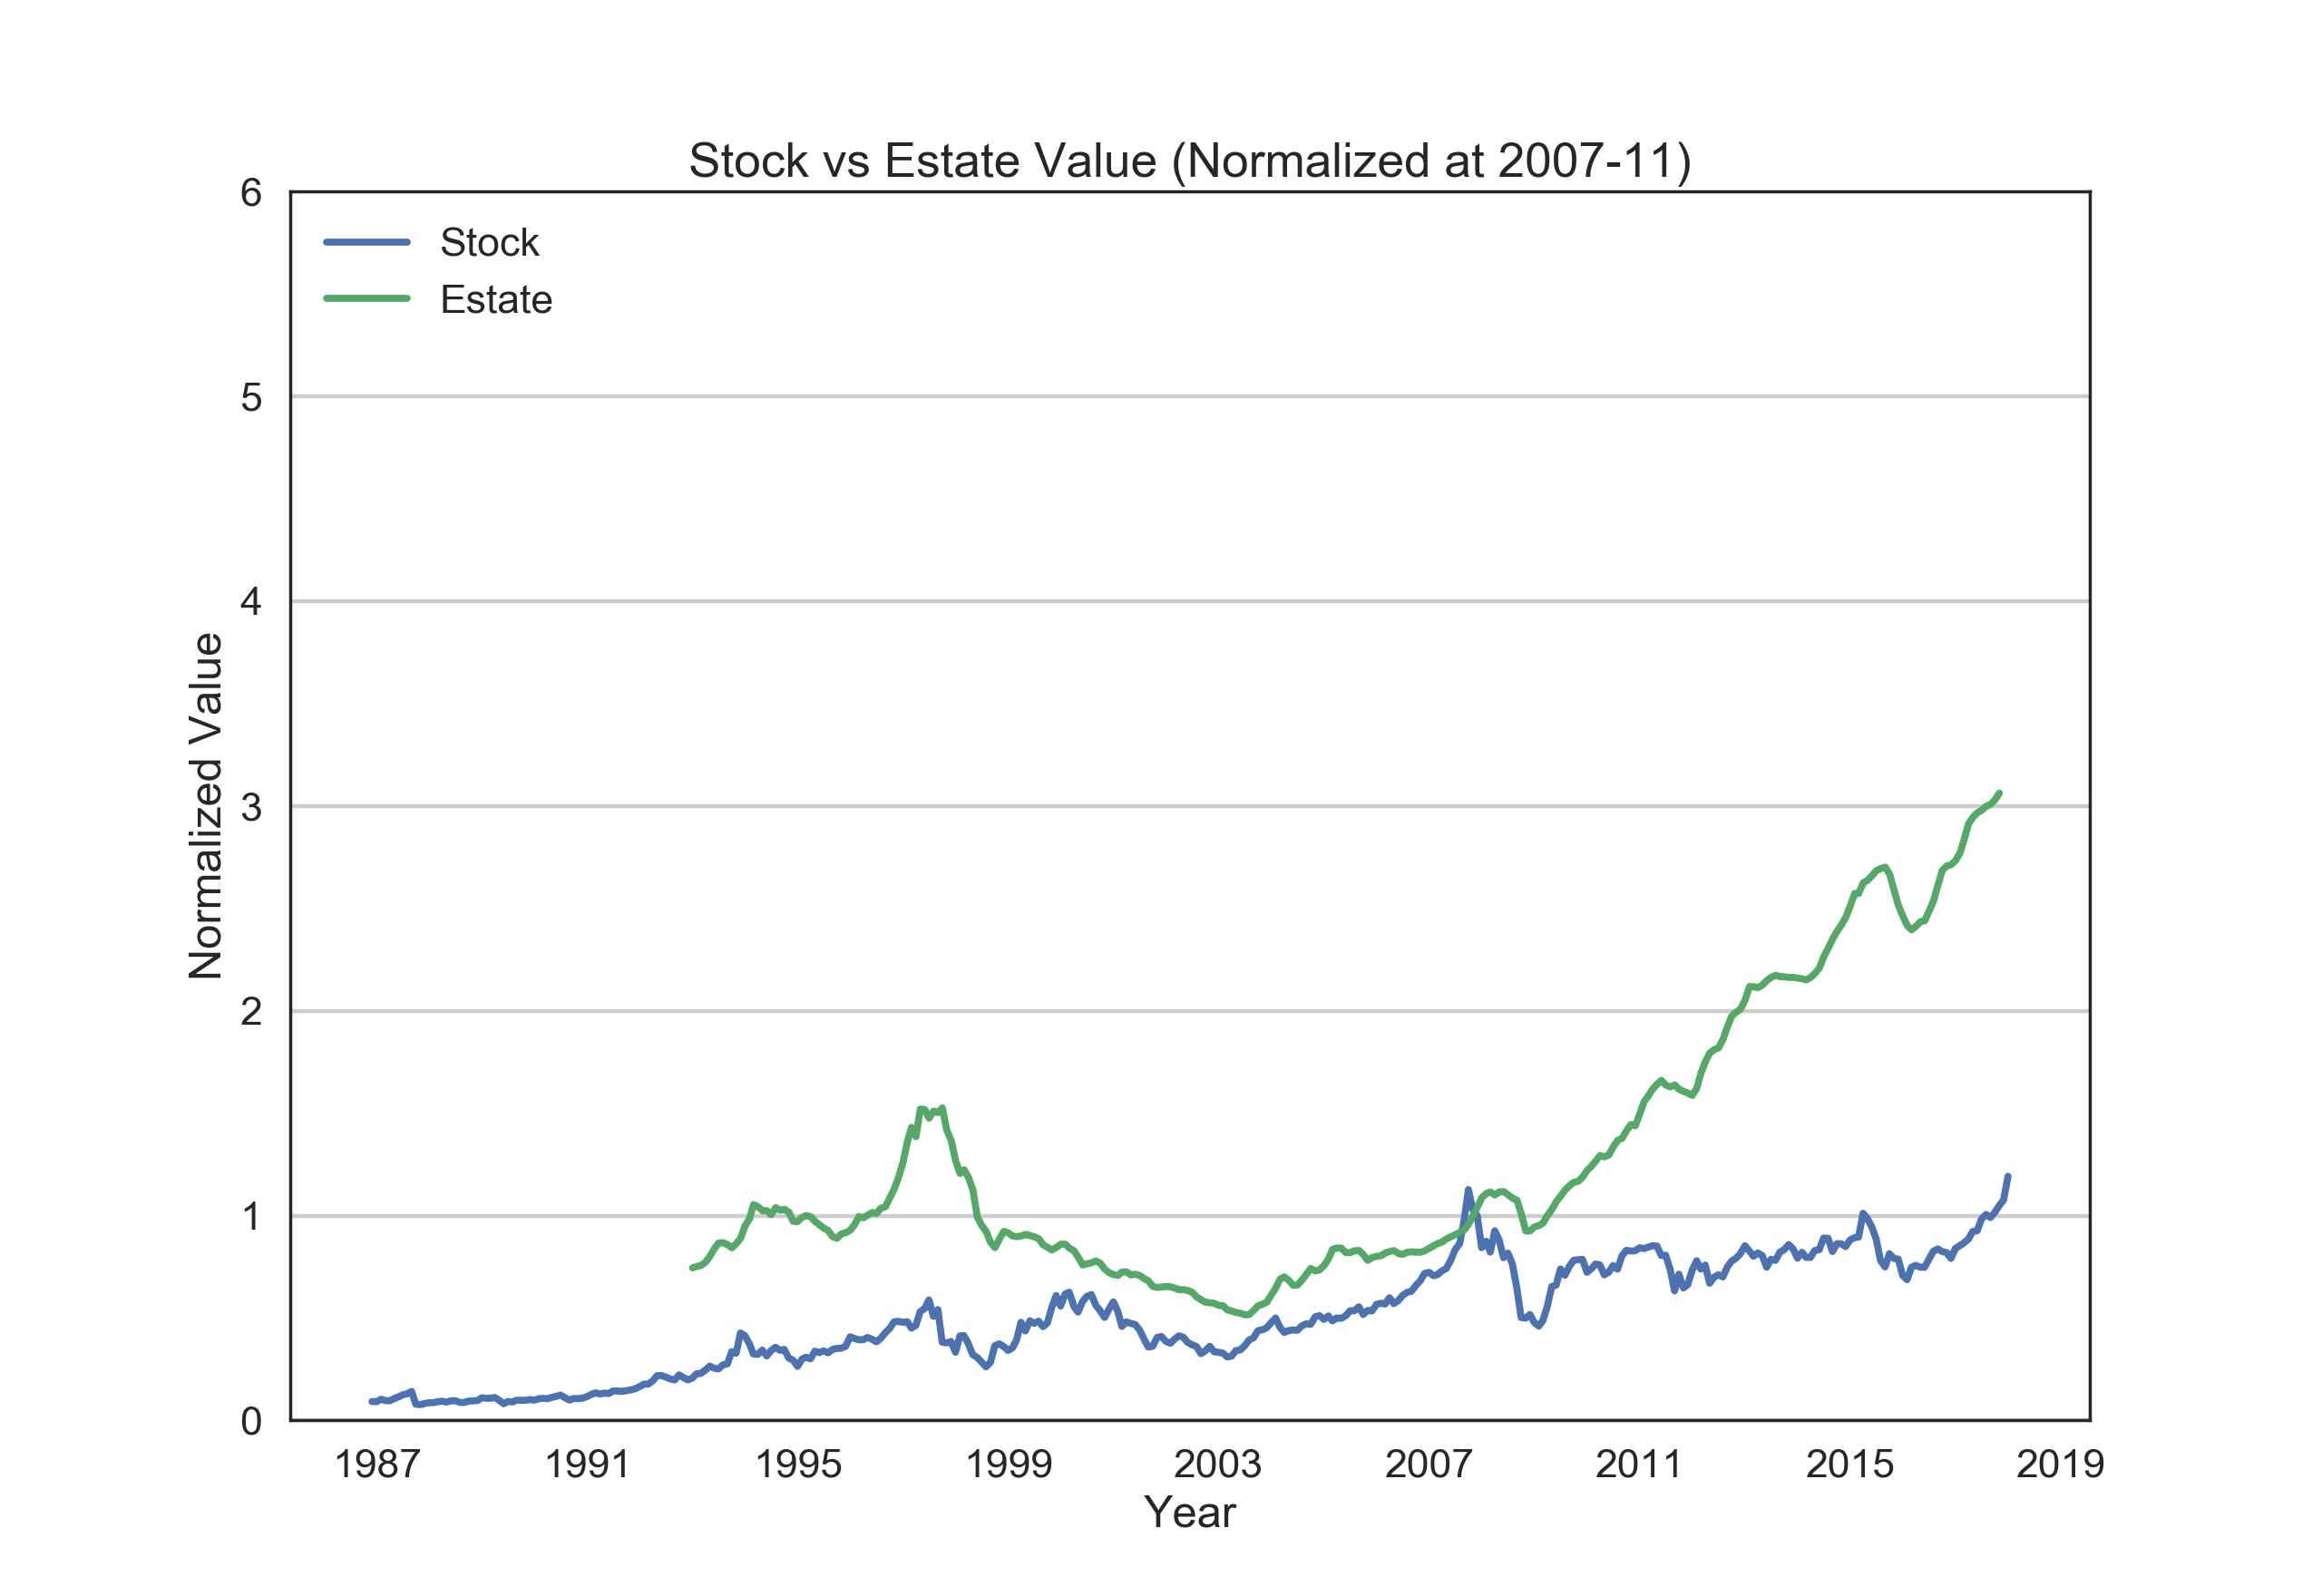 Stock vs Estate Value (Normalized at 2007-11)
6
Stock
Estate
5
4
3
2
1
0
Normalized Value
1987 1991 1995 1999 2003 2007 2011 2015 2019
Year